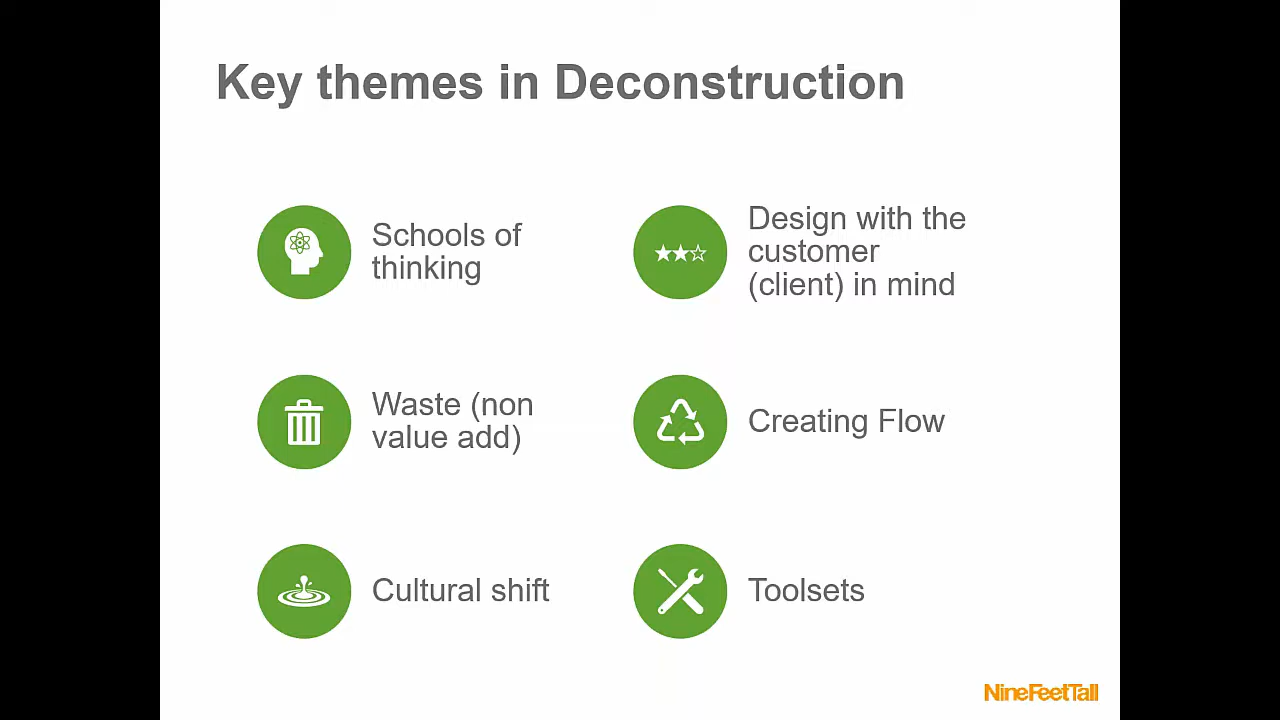 Key themes in Deconstruction
Schools of
thinking
Design with the
customer
(client) in mind
Waste (non
value add)
Creating Flow
Cultural shift
Toolsets
NineFeetTall